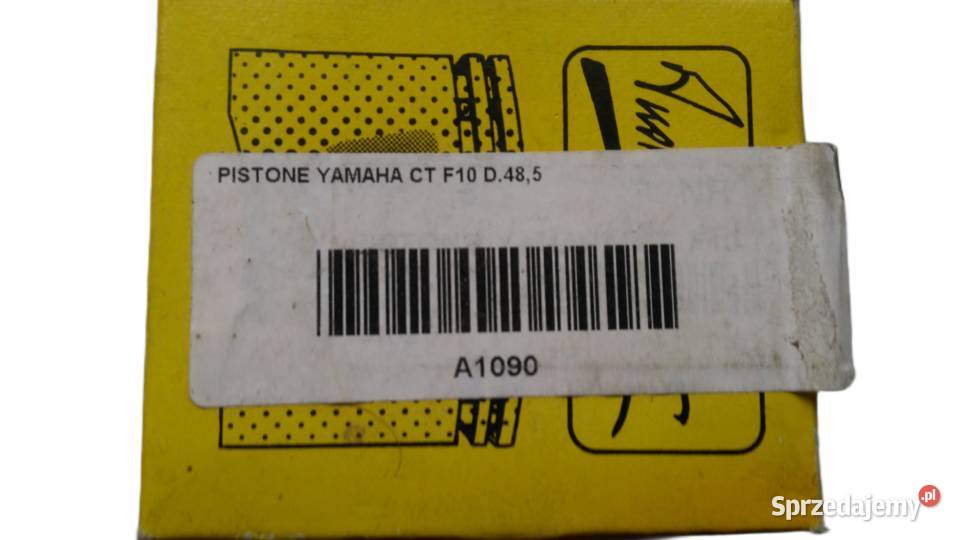 PISTONE YAMAHA CT F10 D.48,5
A1090
Sprzedajemy.pl